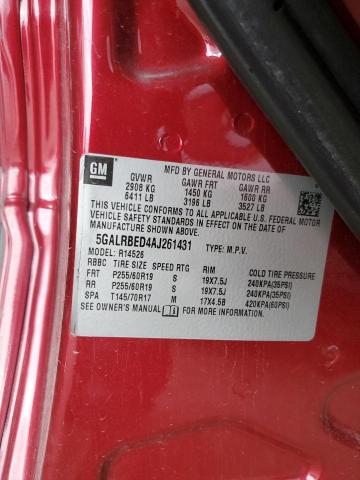 GM
MFD BY GENERAL MOTORS LLC
GVWR GAWR FRT GAWR RR
2908 KG 1450 KG 1600 KG
6411 LB 3196 LB 3527 LB
THIS VEHICLE CONFORMS TO ALL APPLICABLE U.S. FEDERAL MOTOR
VEHICLE SAFETY STANDARDS IN EFFECT ON THE DATE OF
MANUFACTURE SHOWN ABOVE.
5GALRBED4AJ261431 TYPE: M.P.V.
MODEL: R14526
RBBC TIRE SIZE SPEED RTG RIM COLD TIRE PRESSURE
FRT P255/60R19 S 19X7.5J 240KPA(35PSI)
RR P255/60R19 S 19X7.5J 240KPA(35PSI)
SPA T145/70R17 M 17X4.5B 420KPA(60PSI)
SEE OWNER'S MANUAL FOR MORE INFORMATION.